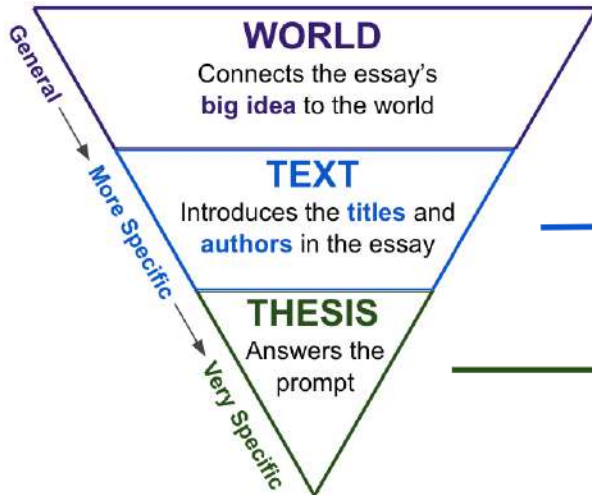 WORLD
Connects the essay's
big idea to the world
TEXT
Introduces the titles and
authors in the essay
THESIS
Answers the
prompt
General
More Specific
Very Specific